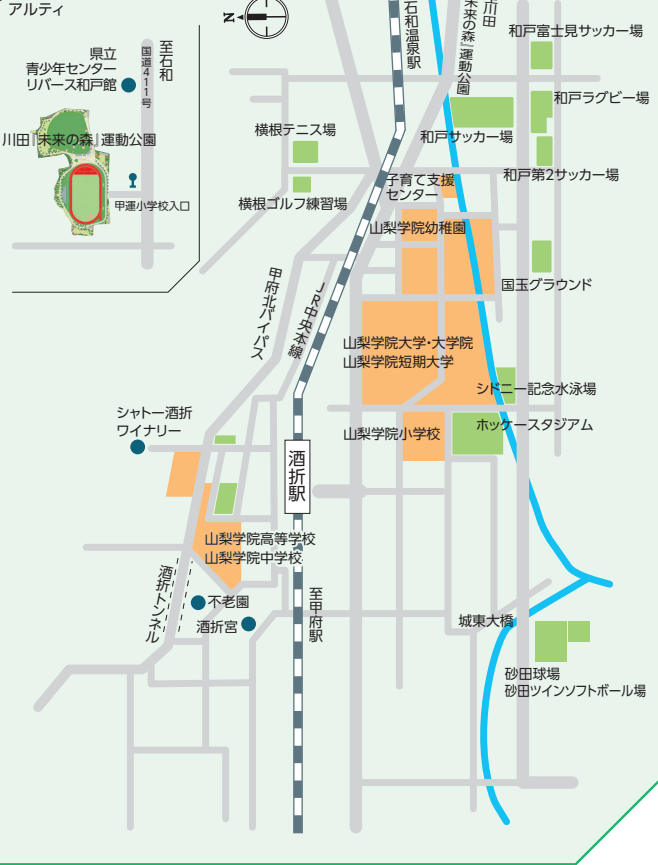 アルティ
県立
青少年センター
リバース和戸館
国道411号
至石和
川田『未来の森』運動公園
甲運小学校入口
N
石和温泉駅
川田
未来の森』運動公園
和戸富士見サッカー場
和戸ラグビー場
和戸サッカー場
和戸第2サッカー場
横根テニス場
横根ゴルフ練習場
子育て支援
センター
山梨学院幼稚園
国玉グラウンド
甲府北バイパス
JR中央本線
山梨学院大学・大学院
山梨学院短期大学
シドニー記念水泳場
シャトー酒折
ワイナリー
山梨学院小学校
ホッケースタジアム
酒折駅
山梨学院高等学校
山梨学院中学校
酒折トンネル
不老園
酒折宮
至甲府駅
城東大橋
砂田球場
砂田ツインソフトボール場